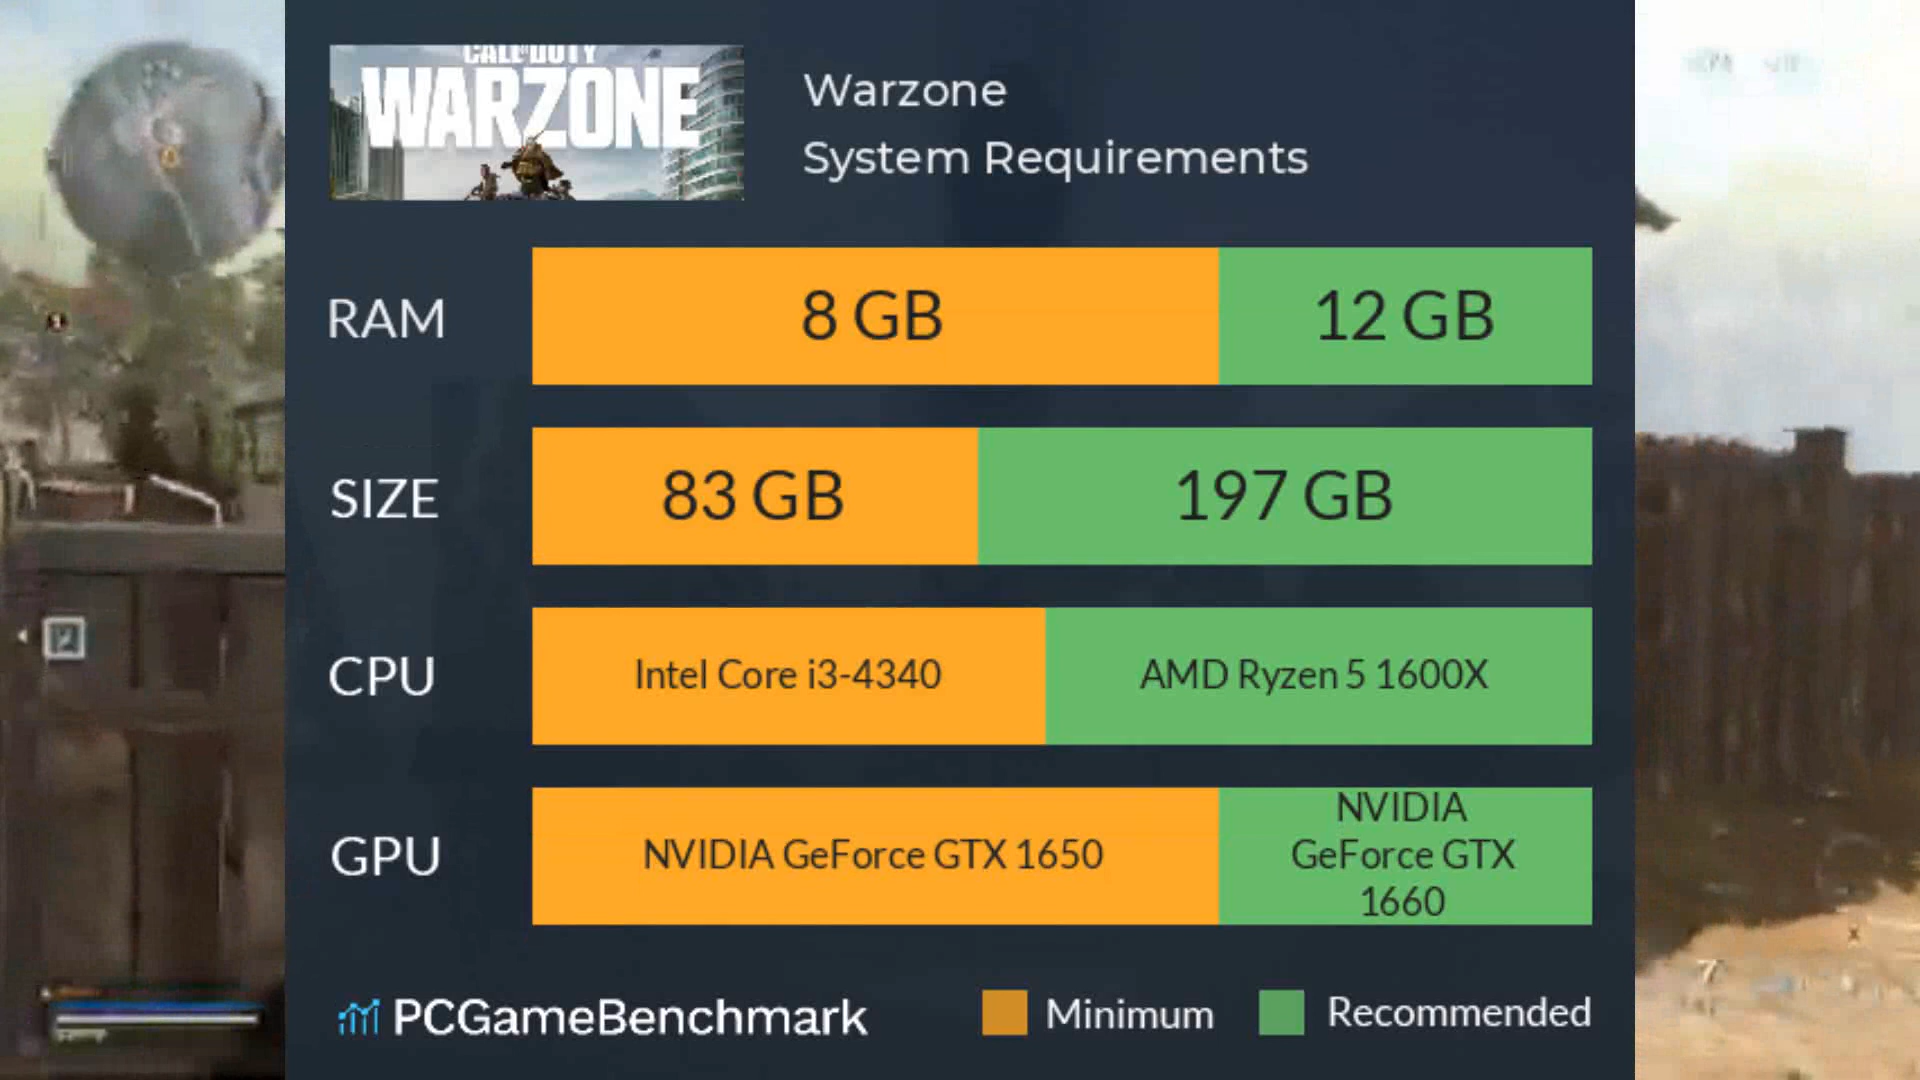 CALL OF DUTY
WARZONE
Warzone
System Requirements
RAM
8 GB
12 GB
SIZE
83 GB
197 GB
CPU
Intel Core i3-4340
AMD Ryzen 5 1600X
GPU
NVIDIA GeForce GTX 1650
NVIDIA
GeForce GTX
1660
PCGameBenchmark
Minimum
Recommended